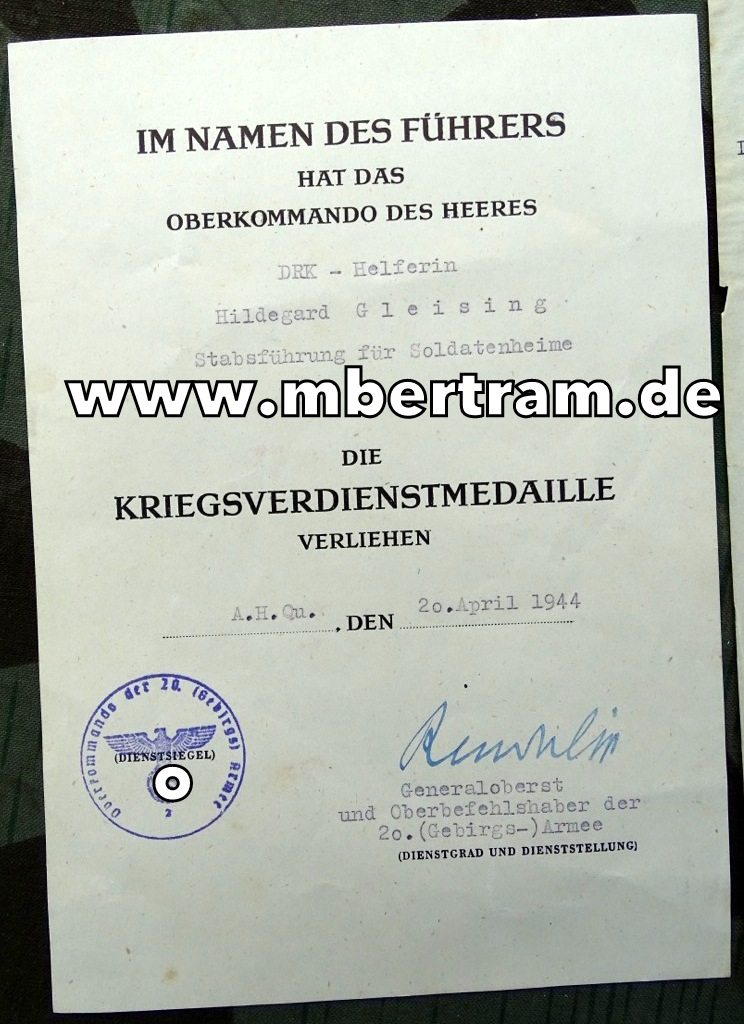 IM NAMEN DES FÜHRERS
HAT DAS
OBERKOMMANDO DES HEERES
DRK - Helferin
Hildegard G l e i s i n g
Stabsführung für Soldatenheime
www.mbertram.de
DIE
KRIEGSVERDIENSTMEDAILLE
VERLIEHEN
A.H.Qu. , DEN 2o.April 1944
Oberkommando der 20. (Gebirgs) Armee
(DIENSTSIEGEL)
2
Generaloberst
und Oberbefehlshaber der
2o.(Gebirgs-)Armee
(DIENSTGRAD UND DIENSTSTELLUNG)